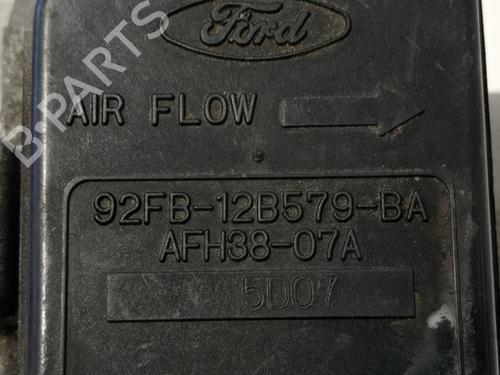 Ford
AIR FLOW
92FB-12B579-BA
AFH38-07A
5D07
B-PARTS